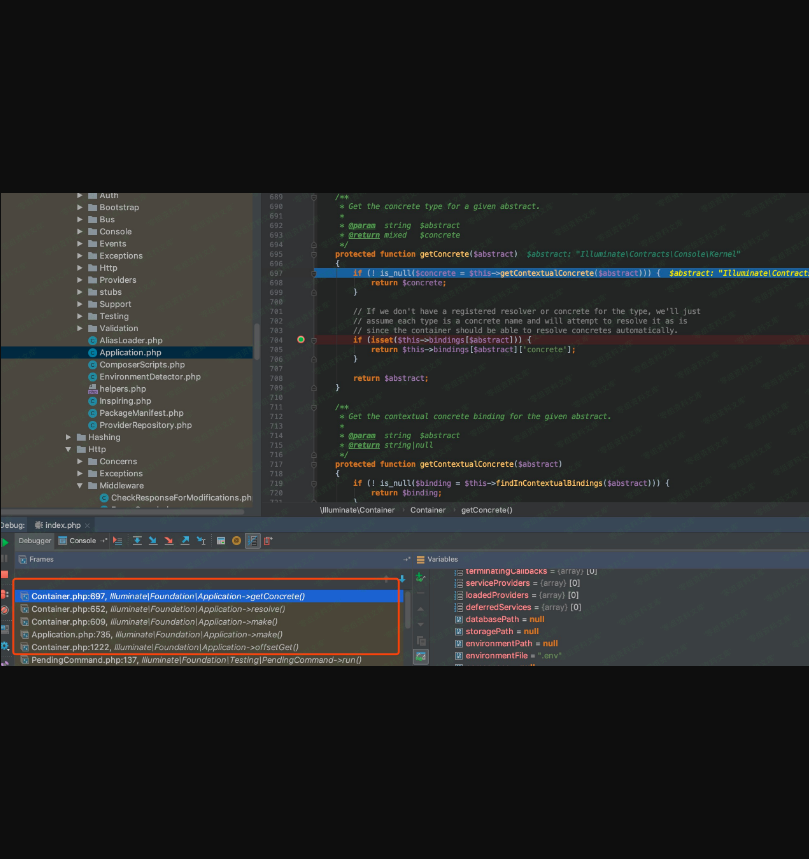 Auth
Bootstrap
Bus
Console
Events
Exceptions
Http
Providers
stubs
Support
Testing
Validation
AliasLoader.php
Application.php
ComposerScripts.php
EnvironmentDetector.php
helpers.php
Inspiring.php
PackageManifest.php
ProviderRepository.php
Hashing
Http
Concerns
Exceptions
Middleware
CheckResponseForModifications.ph
689 /**
690 * Get the concrete type for a given abstract.
691 *
692 * @param string $abstract
693 * @return mixed $concrete
694 */
695 protected function getConcrete($abstract) $abstract: "Illuminate\Contracts\Console\Kernel"
696 {
697 if (! is_null($concrete = $this->getContextualConcrete($abstract))) { $abstract: "Illuminate\Contracts
698 return $concrete;
699 }
700
701 // If we don't have a registered resolver or concrete for the type, we'll just
702 // assume each type is a concrete name and will attempt to resolve it as is
703 // since the container should be able to resolve concretes automatically.
704 if (isset($this->bindings[$abstract])) {
705 return $this->bindings[$abstract]['concrete'];
706 }
707
708 return $abstract;
709 }
710
711 /**
712 * Get the contextual concrete binding for the given abstract.
713 *
714 * @param string $abstract
715 * @return string|null
716 */
717 protected function getContextualConcrete($abstract)
718 {
719 if (! is_null($binding = $this->findInContextualBindings($abstract))) {
720 return $binding;
721 }
\Illuminate\Container › Container › getConcrete()
Debug: index.php ×
Debugger Console
Frames
Container.php:697, Illuminate\Foundation\Application->getConcrete()
Container.php:652, Illuminate\Foundation\Application->resolve()
Container.php:609, Illuminate\Foundation\Application->make()
Application.php:735, Illuminate\Foundation\Application->make()
Container.php:1222, Illuminate\Foundation\Application->offsetGet()
PendingCommand.php:137, Illuminate\Foundation\Testing\PendingCommand->run()
Variables
terminatingCallbacks = {array} [0]
serviceProviders = {array} [0]
loadedProviders = {array} [0]
deferredServices = {array} [0]
databasePath = null
storagePath = null
environmentPath = null
environmentFile = ".env"